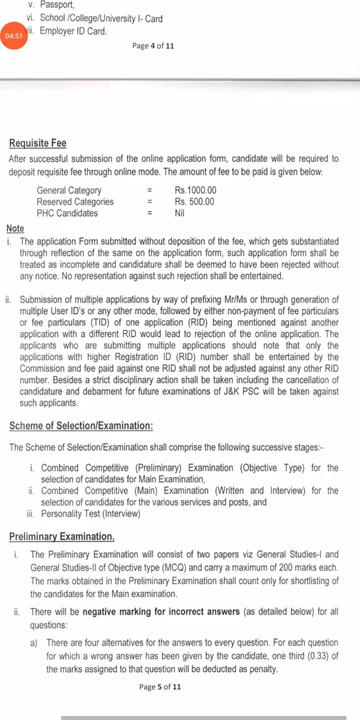 v. Passport,
vi. School /College/University I- Card
ii. Employer ID Card.
04:51
Page 4 of 11
Requisite Fee
After successful submission of the online application form, candidate will be required to
deposit requisite fee through online mode. The amount of fee to be paid is given below:
General Category = Rs.1000.00
Reserved Categories = Rs. 500.00
PHC Candidates = Nil
Note
i. The application Form submitted without deposition of the fee, which gets substantiated
through reflection of the same on the application form, such application form shall be
treated as incomplete and candidature shall be deemed to have been rejected without
any notice. No representation against such rejection shall be entertained.
ii. Submission of multiple applications by way of prefixing Mr/Ms or through generation of
multiple User ID's or any other mode, followed by either non-payment of fee particulars
or fee particulars (TID) of one application (RID) being mentioned against another
application with a different RID would lead to rejection of the online application. The
applicants who are submitting multiple applications should note that only the
applications with higher Registration ID (RID) number shall be entertained by the
Commission and fee paid against one RID shall not be adjusted against any other RID
number. Besides a strict disciplinary action shall be taken including the cancellation of
candidature and debarment for future examinations of J&K PSC will be taken against
such applicants.
Scheme of Selection/Examination:
The Scheme of Selection/Examination shall comprise the following successive stages:-
i. Combined Competitive (Preliminary) Examination (Objective Type) for the
selection of candidates for Main Examination,
ii. Combined Competitive (Main) Examination (Written and Interview) for the
selection of candidates for the various services and posts, and
iii. Personality Test (Interview)
Preliminary Examination.
i. The Preliminary Examination will consist of two papers viz General Studies-I and
General Studies-II of Objective type (MCQ) and carry a maximum of 200 marks each.
The marks obtained in the Preliminary Examination shall count only for shortlisting of
the candidates for the Main examination.
ii. There will be negative marking for incorrect answers (as detailed below) for all
questions:
a) There are four alternatives for the answers to every question. For each question
for which a wrong answer has been given by the candidate, one third (0.33) of
the marks assigned to that question will be deducted as penalty.
Page 5 of 11